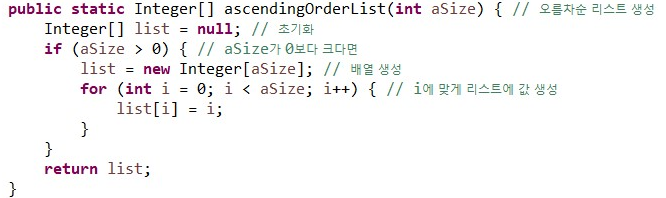 public static Integer[] ascendingOrderList(int aSize) { // 오름차순 리스트 생성
    Integer[] list = null; // 초기화
    if (aSize > 0) { // aSize가 0보다 크다면
        list = new Integer[aSize]; // 배열 생성
        for (int i = 0; i < aSize; i++) { // i에 맞게 리스트에 값 생성
            list[i] = i;
        }
    }
    return list;
}